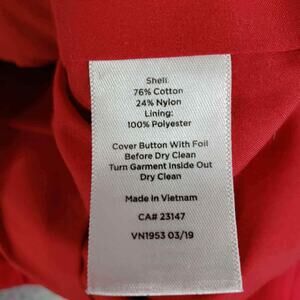 Shell:
76% Cotton
24% Nylon
Lining:
100% Polyester
Cover Button With Foil
Before Dry Clean
Turn Garment Inside Out
Dry Clean
Made in Vietnam
CA# 23147
VN1953 03/19